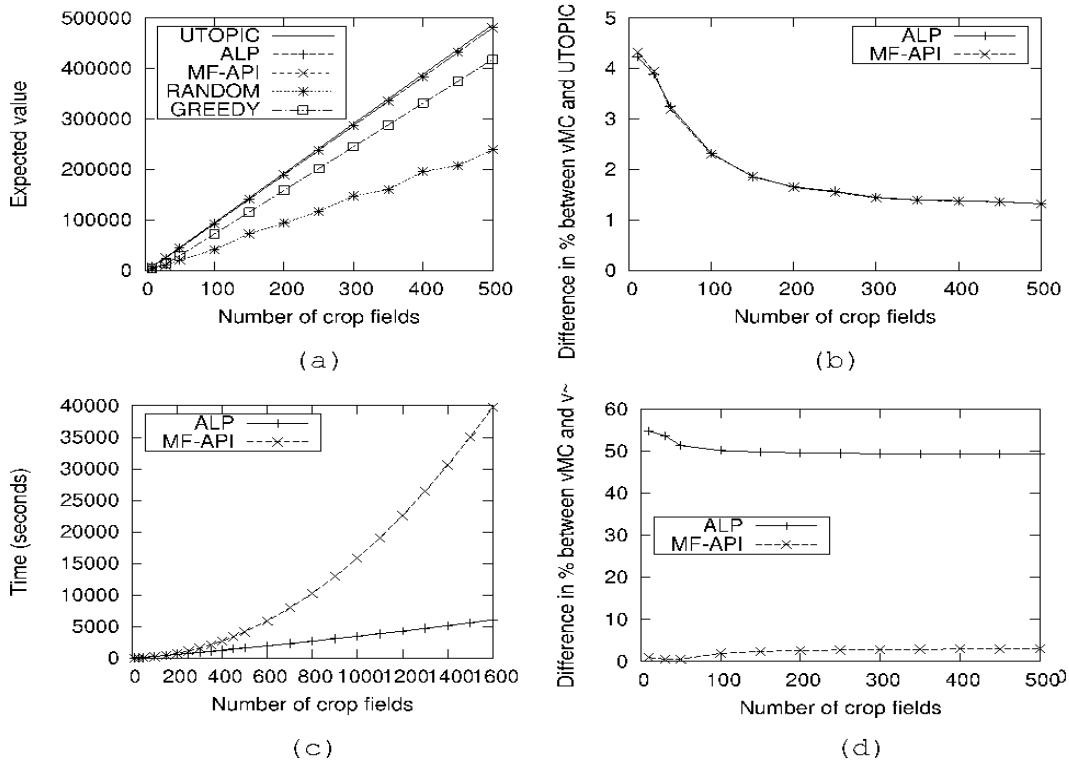 500000
400000
300000
200000
100000
0
Expected value
UTOPIC
ALP
MF-API
RANDOM
GREEDY
0 100 200 300 400 500
Number of crop fields
(a)
6
5
4
3
2
1
0
Difference in % between vMC and UTOPIC
ALP
MF-API
0 100 200 300 400 500
Number of crop fields
(b)
40000
35000
30000
25000
20000
15000
10000
5000
0
Time (seconds)
ALP
MF-API
0 200 400 600 800 1000 1200 1400 1600
Number of crop fields
(c)
60
50
40
30
20
10
0
Difference in % between vMC and v~
ALP
MF-API
0 100 200 300 400 500
Number of crop fields
(d)